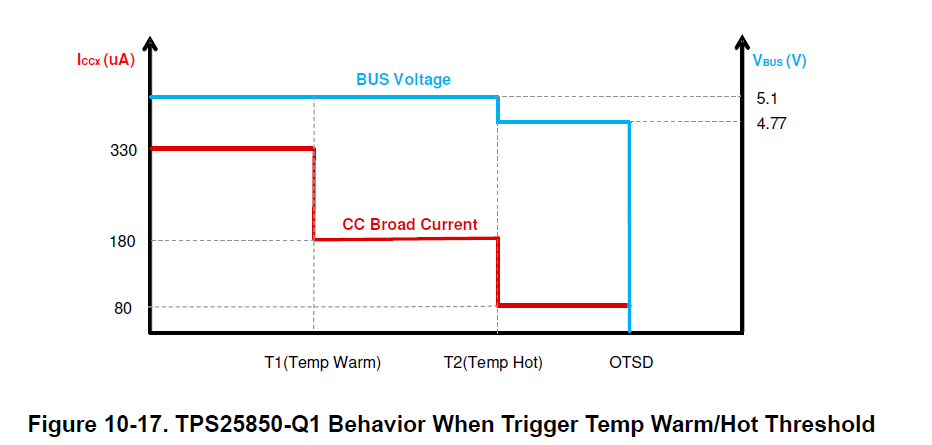 Iccx (uA)
VBUS (V)
BUS Voltage
5.1
4.77
330
CC Broad Current
180
80
T1(Temp Warm)
T2(Temp Hot)
OTSD
Figure 10-17. TPS25850-Q1 Behavior When Trigger Temp Warm/Hot Threshold